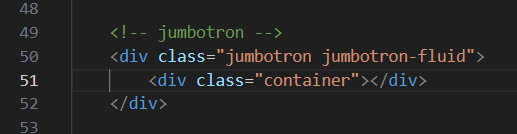 48
49 <!-- jumbotron -->
50 <div class="jumbotron jumbotron-fluid">
51 <div class="container"></div>
52 </div>
53